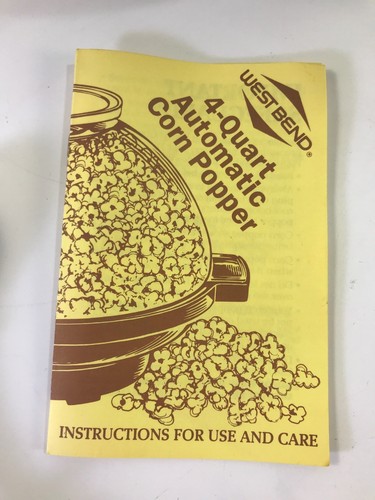 WEST BEND®
4-Quart
Automatic
Corn Popper
INSTRUCTIONS FOR USE AND CARE